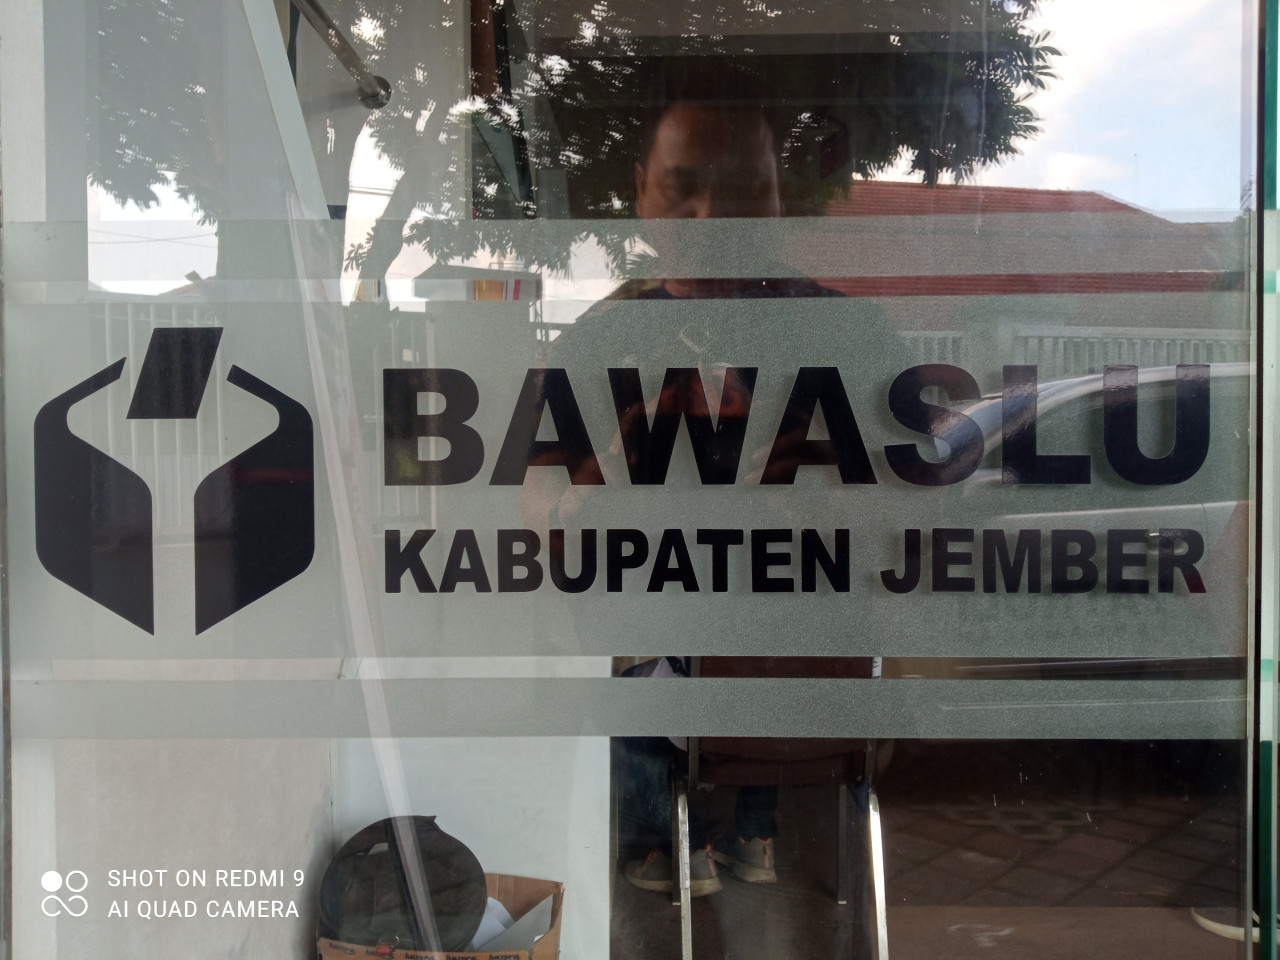 BAWASLU
KABUPATEN JEMBER
SHOT ON REDMI 9
AI QUAD CAMERA